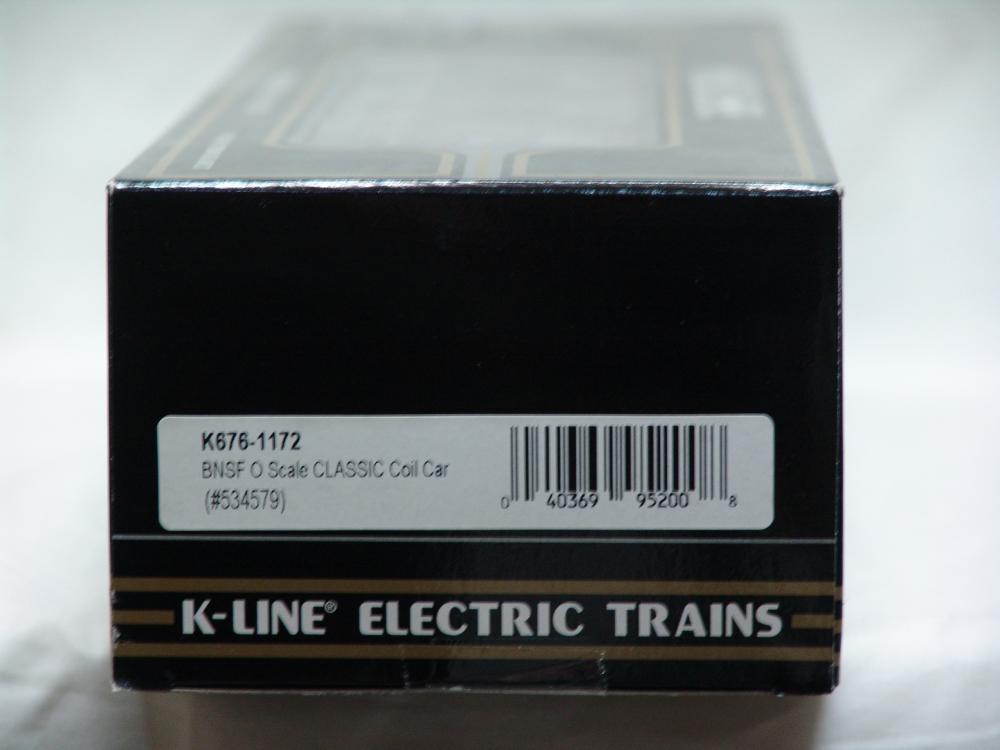 K676-1172
BNSF O Scale CLASSIC Coil Car
(#534579)
0 40369 95200 8
K-LINE® ELECTRIC TRAINS